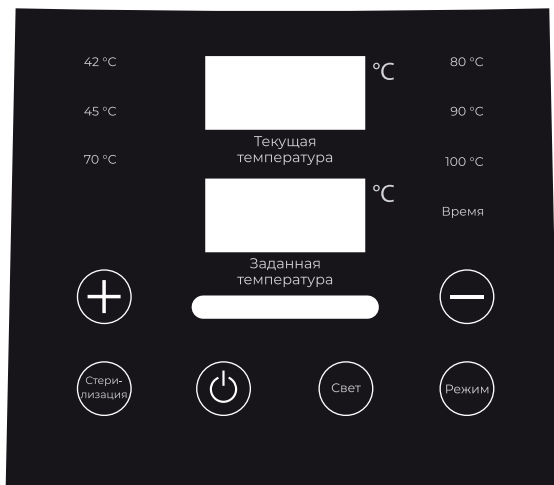 42 °C
45 °C
70 °C
°C
Текущая
температура
°C
Заданная
температура
80 °C
90 °C
100 °C
Время
Стери-
лизация
Свет
Режим